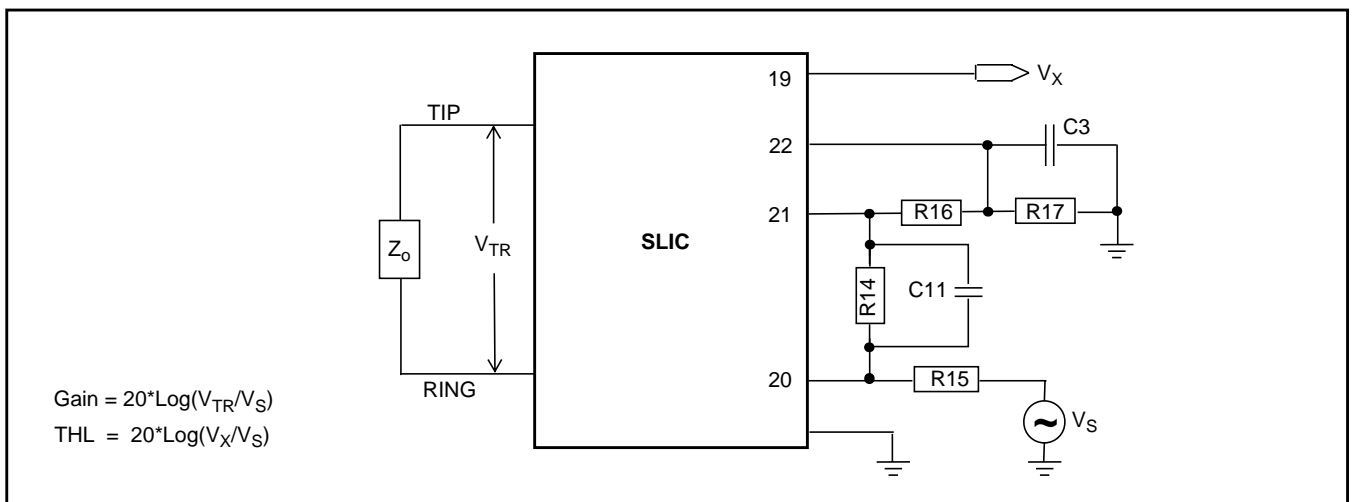 19
V_X
TIP
C3
22
21
R16
R17
SLIC
Z_o
V_TR
R14
C11
20
R15
RING
V_S
Gain = 20*Log(V_TR/V_S)
THL = 20*Log(V_X/V_S)